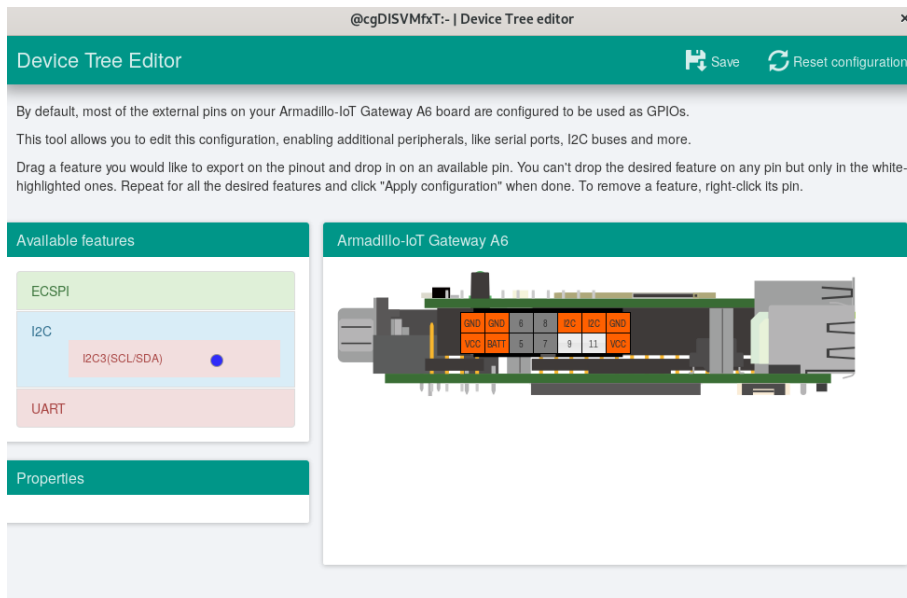 @cgDISVMfxT:- | Device Tree editor
Device Tree Editor
Save
Reset configuration
By default, most of the external pins on your Armadillo-IoT Gateway A6 board are configured to be used as GPIOs.
This tool allows you to edit this configuration, enabling additional peripherals, like serial ports, I2C buses and more.
Drag a feature you would like to export on the pinout and drop in on an available pin. You can't drop the desired feature on any pin but only in the white-
highlighted ones. Repeat for all the desired features and click "Apply configuration" when done. To remove a feature, right-click its pin.
Available features
ECSPI
I2C
I2C3(SCL/SDA)
UART
Properties
Armadillo-IoT Gateway A6
GND GND 6 8 I2C I2C GND
VCC BATT 5 7 9 11 VCC